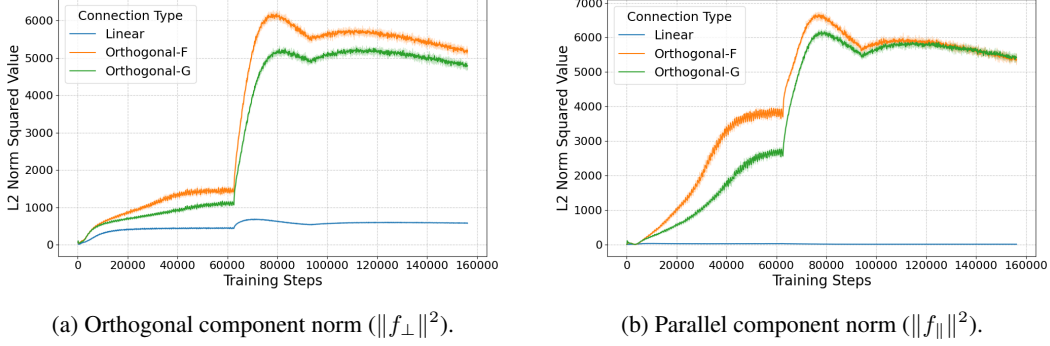 Connection Type
Linear
Orthogonal-F
Orthogonal-G
L2 Norm Squared Value
6000
5000
4000
3000
2000
1000
0
0 20000 40000 60000 80000 100000 120000 140000 160000
Training Steps
(a) Orthogonal component norm (‖f⊥‖²).
Connection Type
Linear
Orthogonal-F
Orthogonal-G
L2 Norm Squared Value
7000
6000
5000
4000
3000
2000
1000
0
0 20000 40000 60000 80000 100000 120000 140000 160000
Training Steps
(b) Parallel component norm (‖f∥‖²).